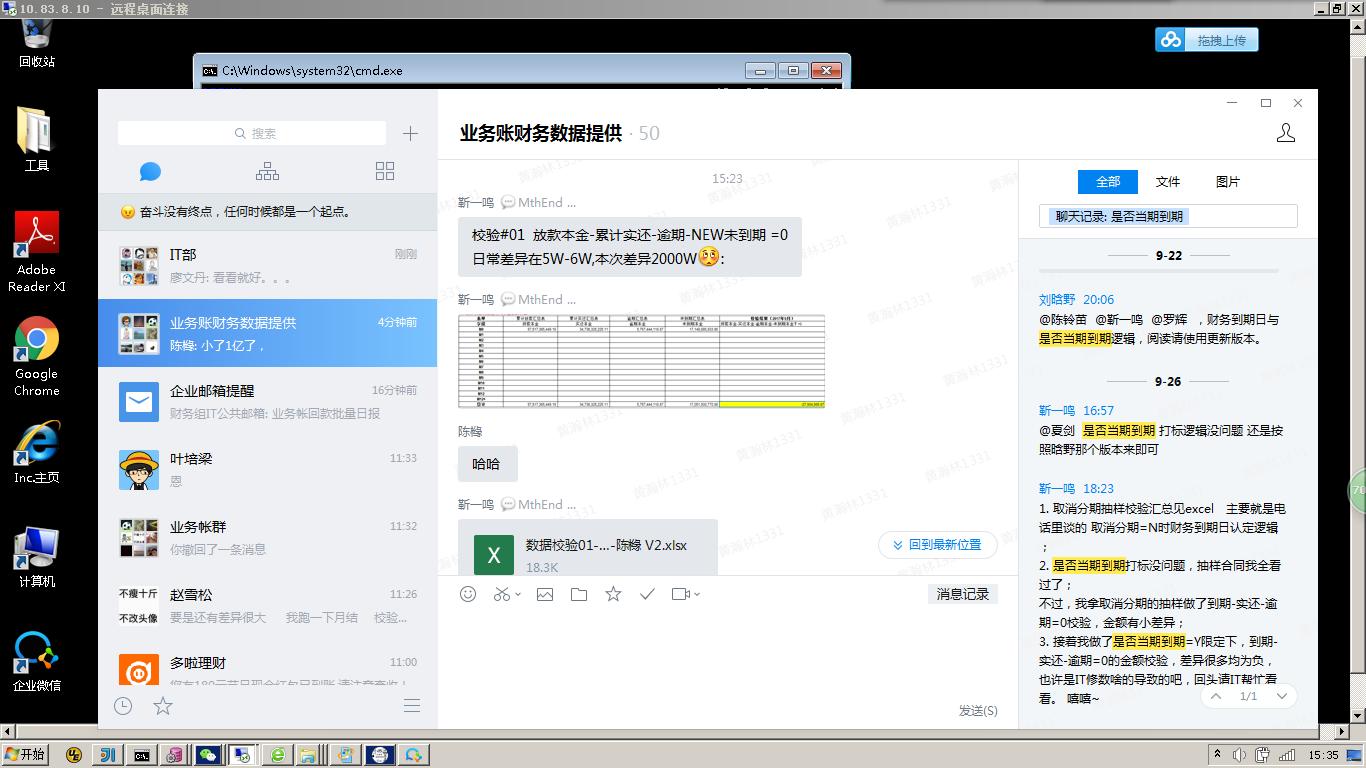 10.83.8.10 - 远程桌面连接
回收站
工具
Adobe
Reader XI
Google
Chrome
Inc.主页
计算机
企业微信
拖拽上传
C:\Windows\system32\cmd.exe
搜索
奋斗没有终点，任何时候都是一个起点。
IT部
刚刚
廖文丹: 看看就好。。。
业务账财务数据提供
4分钟前
陈橼: 小了1亿了，
企业邮箱提醒
16分钟前
财务组IT公共邮箱: 业务帐回款批量日报
叶培梁
11:33
恩
业务帐群
11:32
你撤回了一条消息
不瘦十斤
不改头像
赵雪松
11:26
要是还有差异很大 我跑一下月结 校验...
多啦理财
11:00
业务账财务数据提供 · 50
15:23
靳一鸣 MthEnd ...
校验#01 放款本金-累计实还-逾期-NEW未到期 =0
日常差异在5W-6W,本次差异2000W:
靳一鸣 MthEnd ...
陈橼
哈哈
靳一鸣 MthEnd ...
数据校验01-...-陈橼 V2.xlsx
18.3K
回到最新位置
消息记录
发送(S)
黄瀚林1331
全部 文件 图片
聊天记录: 是否当期到期
9-22
刘晗野 20:06
@陈铃苗 @靳一鸣 @罗辉 ，财务到期日与
是否当期到期逻辑，阅读请使用更新版本。
9-26
靳一鸣 16:57
@夏剑 是否当期到期 打标逻辑没问题 还是按
照晗野那个版本来即可
靳一鸣 18:23
1. 取消分期抽样校验汇总见excel 主要就是电
话里谈的 取消分期=N时财务到期日认定逻辑
；
2. 是否当期到期打标没问题，抽样合同我全看
过了；
不过，我拿取消分期的抽样做了到期-实还-逾
期=0校验，金额有小差异；
3. 接着我做了是否当期到期=Y限定下，到期-
实还-逾期=0的金额校验，差异很多均为负，
也许是IT修数啥的导致的吧，回头请IT帮忙看
看。 嘻嘻~
1/1
70
开始
15:35